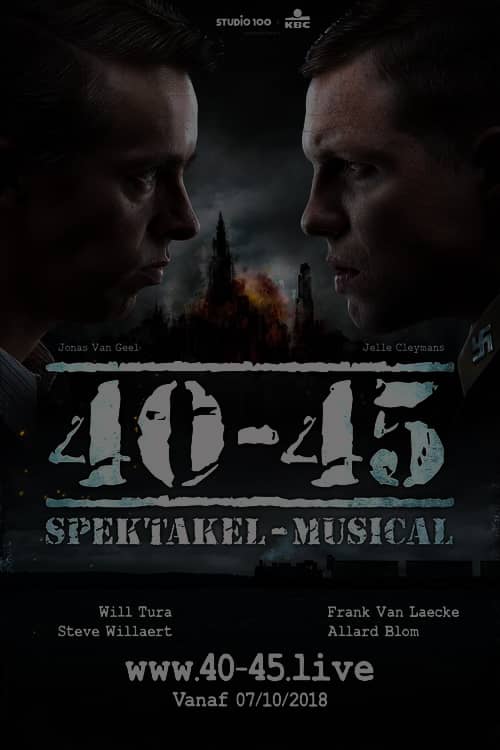 STUDIO 100
KBC
Jonas Van Geel
Jelle Cleymans
40-45
SPEKTAKEL-MUSICAL
Will Tura
Frank Van Laecke
Steve Willaert
Allard Blom
www.40-45.live
Vanaf 07/10/2018